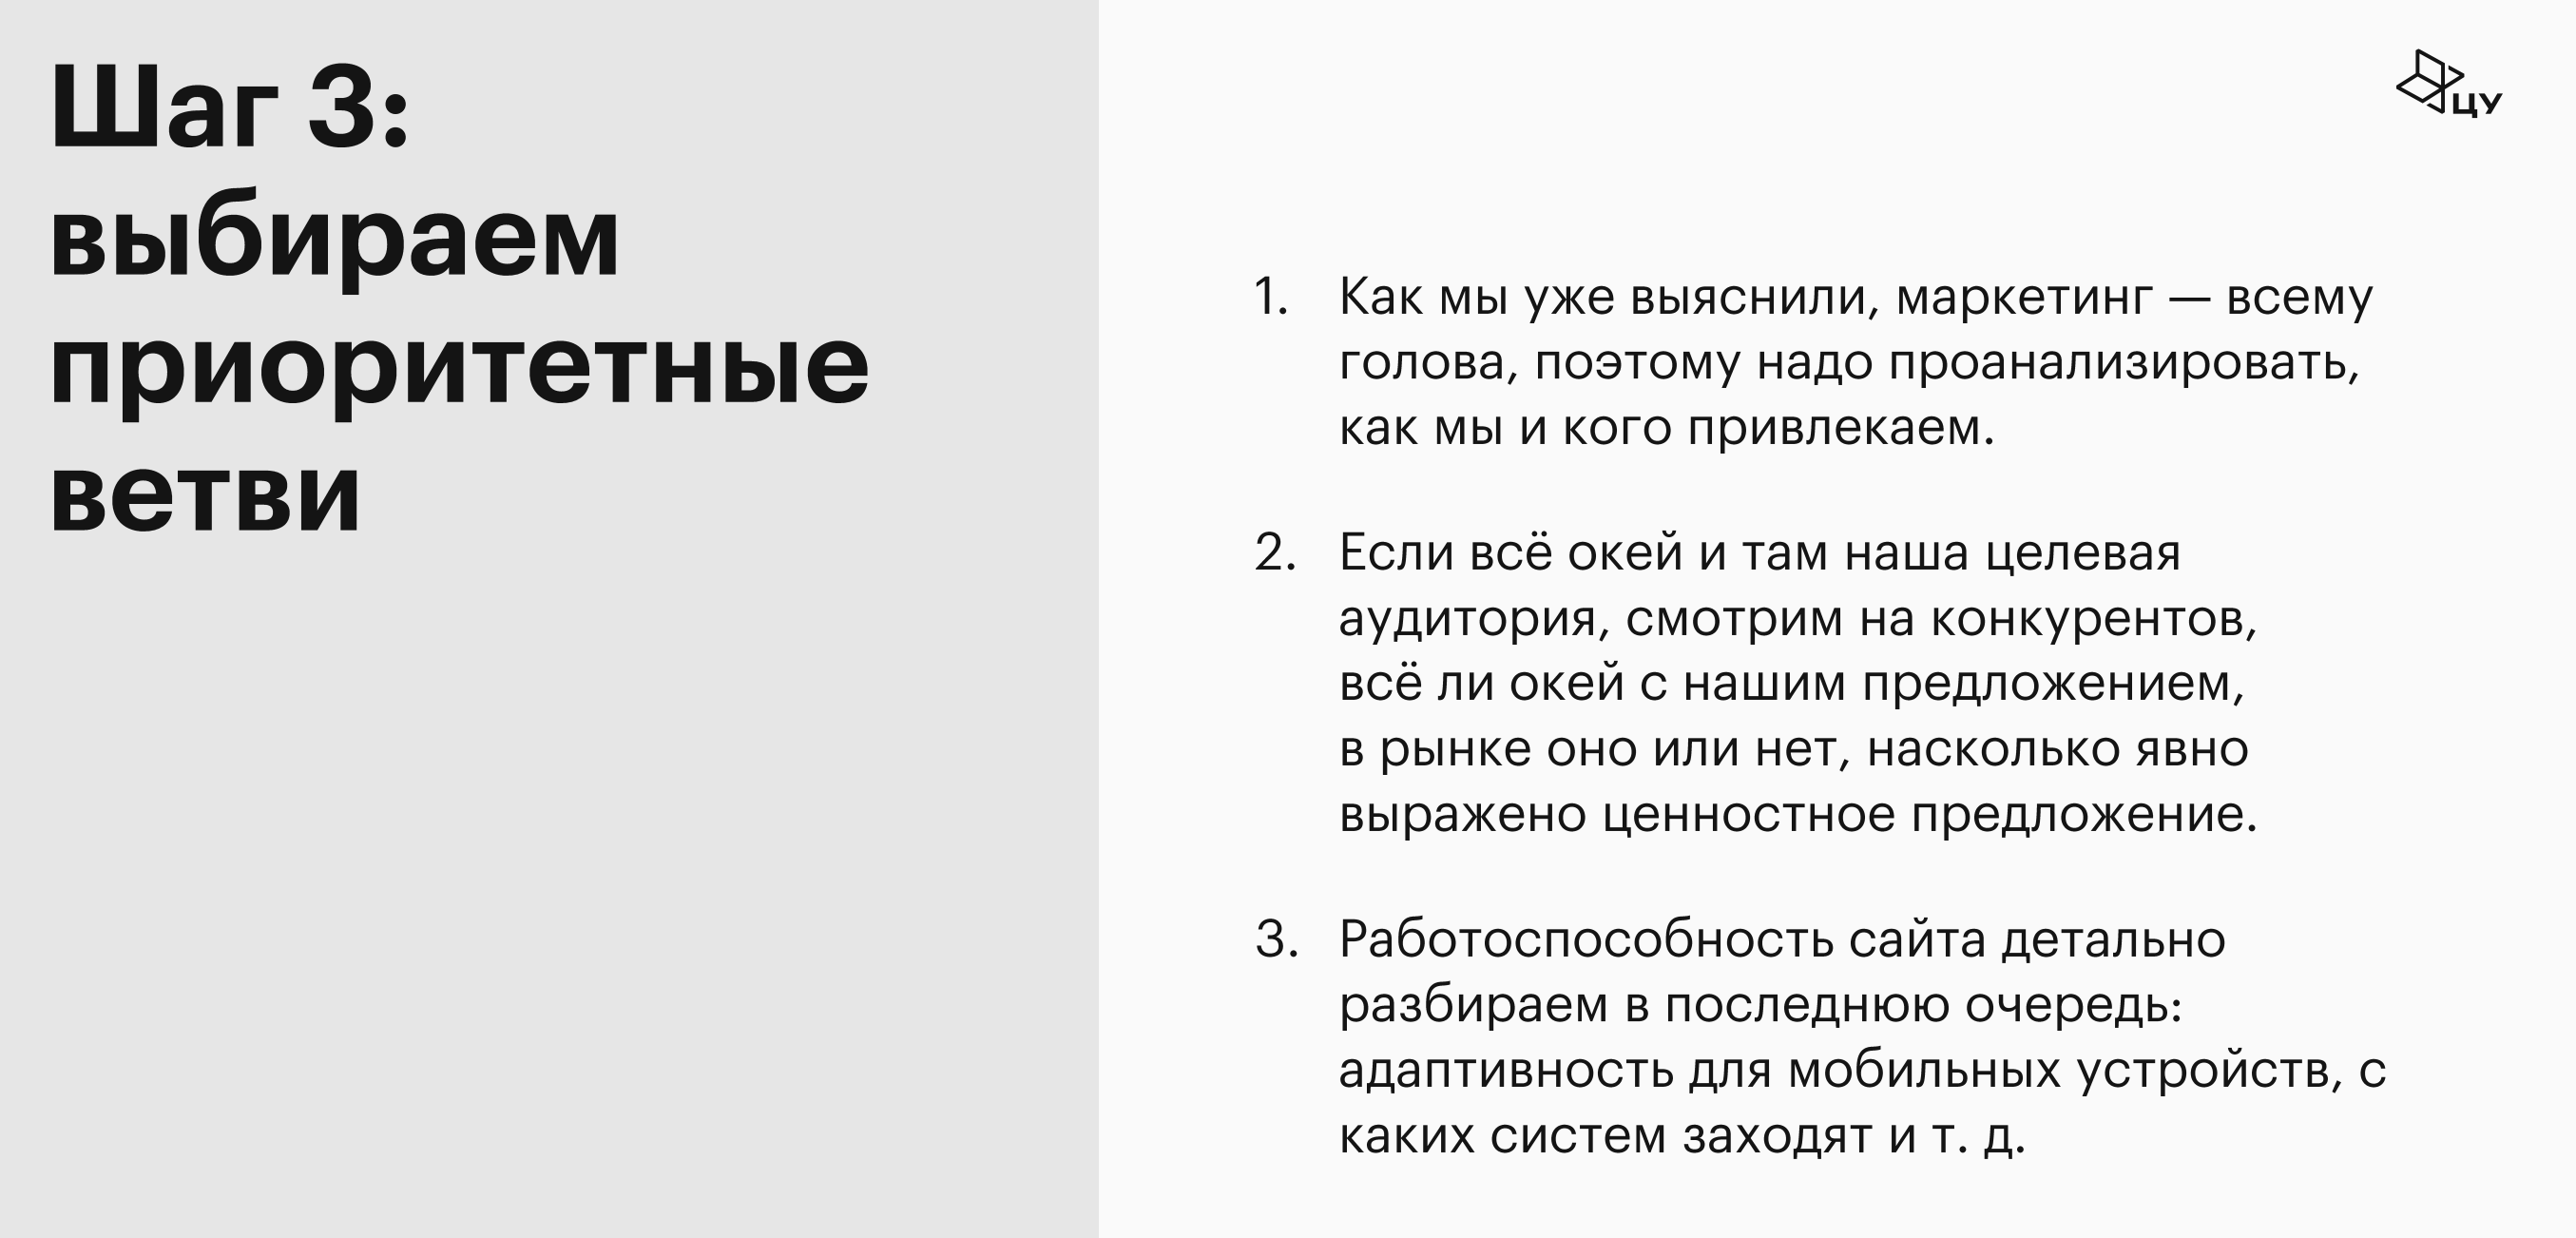 Шаг 3:
выбираем
приоритетные
ветви
ЦУ
1. Как мы уже выяснили, маркетинг — всему
голова, поэтому надо проанализировать,
как мы и кого привлекаем.
2. Если всё окей и там наша целевая
аудитория, смотрим на конкурентов,
всё ли окей с нашим предложением,
в рынке оно или нет, насколько явно
выражено ценностное предложение.
3. Работоспособность сайта детально
разбираем в последнюю очередь:
адаптивность для мобильных устройств, с
каких систем заходят и т. д.